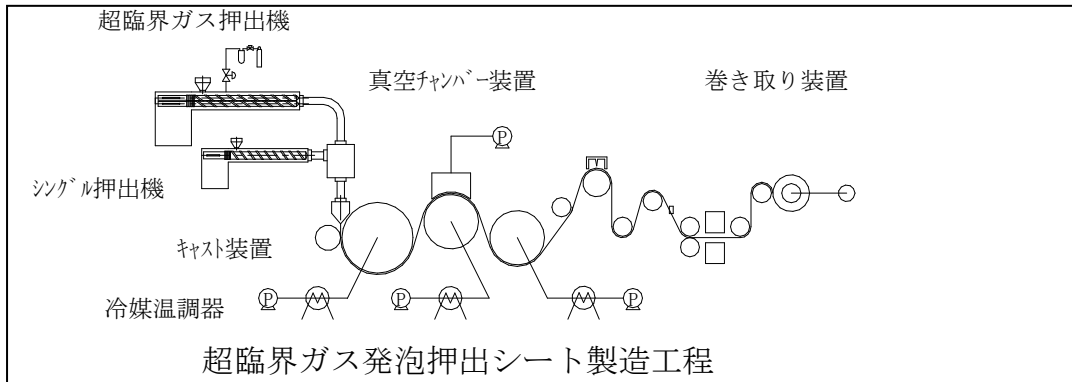 超臨界ガス押出機
真空ﾁｬﾝﾊﾞｰ装置
巻き取り装置
P
ｼﾝｸﾞﾙ押出機
ｷｬｽﾄ装置
冷媒温調器
P
P
P
超臨界ガス発泡押出シート製造工程